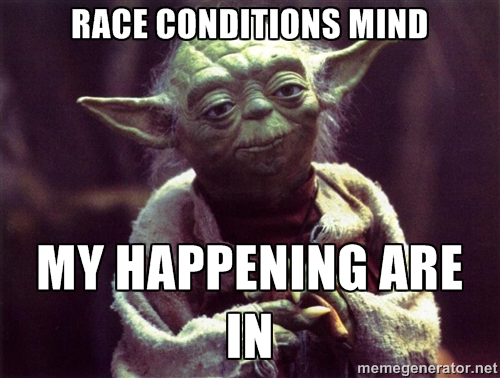 RACE CONDITIONS MIND
MY HAPPENING ARE
IN
memegenerator.net